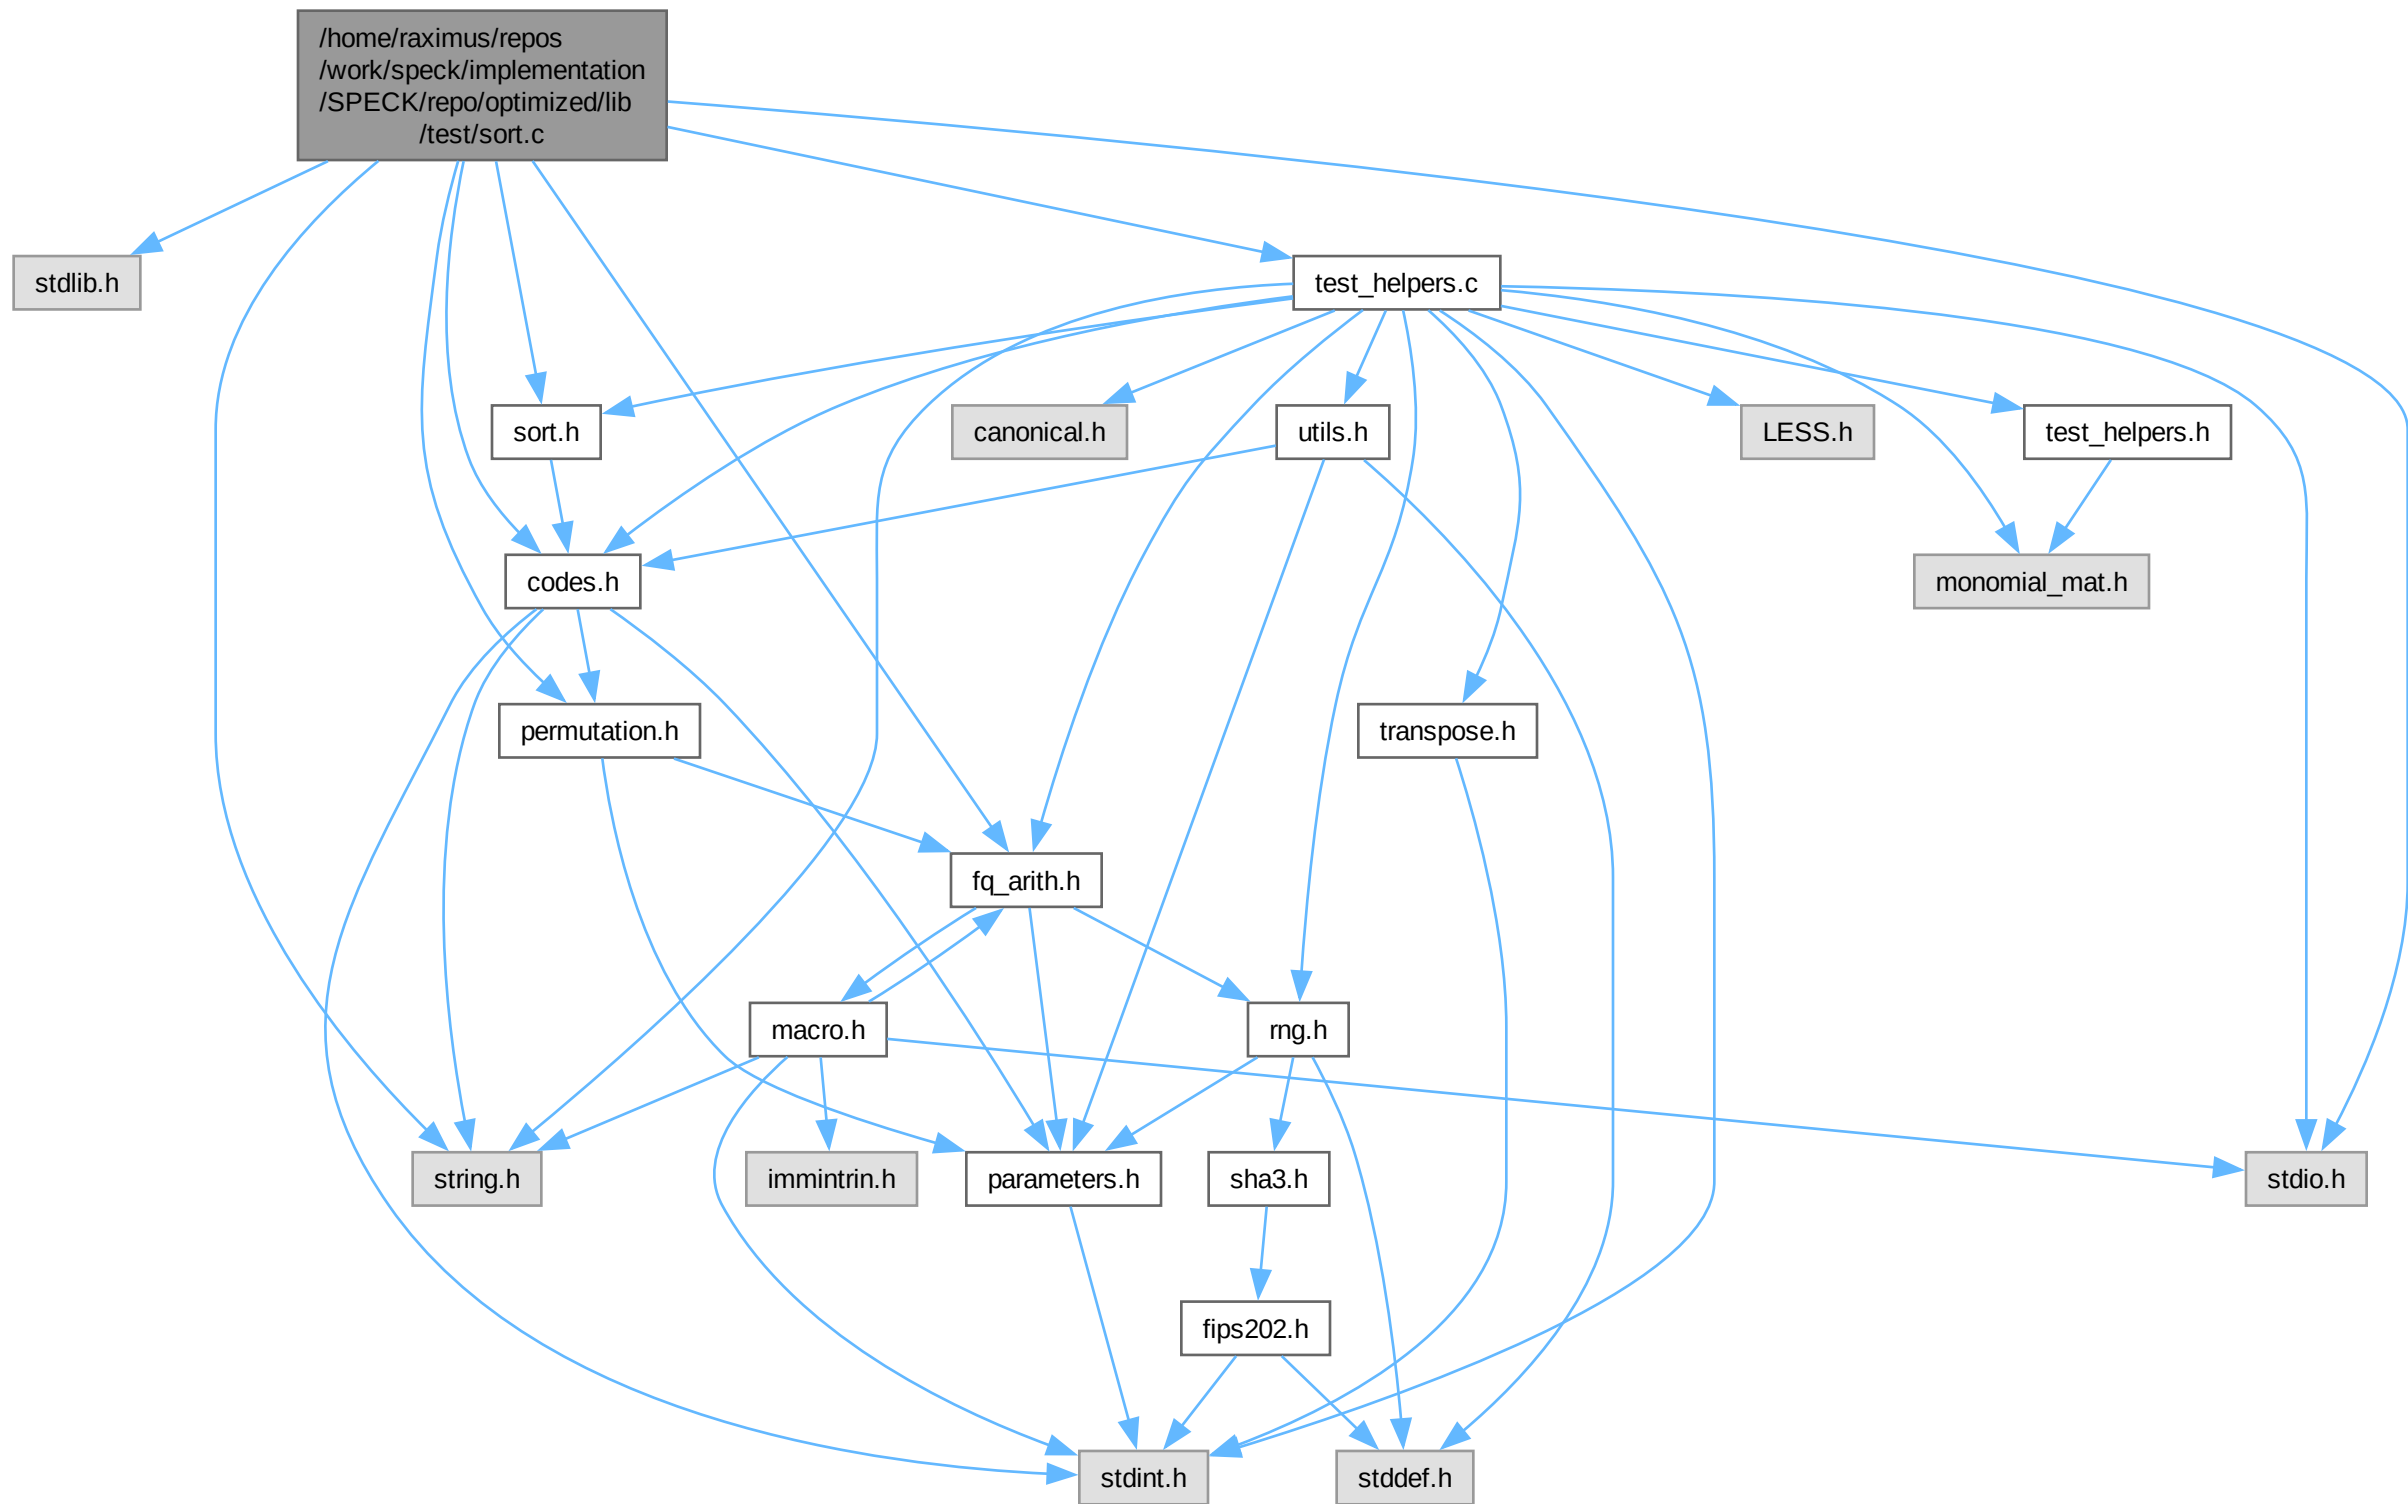 /home/raximus/repos
/work/speck/implementation
/SPECK/repo/optimized/lib
/test/sort.c
stdlib.h
test_helpers.c
sort.h
canonical.h
utils.h
LESS.h
test_helpers.h
codes.h
monomial_mat.h
permutation.h
transpose.h
fq_arith.h
macro.h
rng.h
string.h
immintrin.h
parameters.h
sha3.h
stdio.h
fips202.h
stdint.h
stddef.h